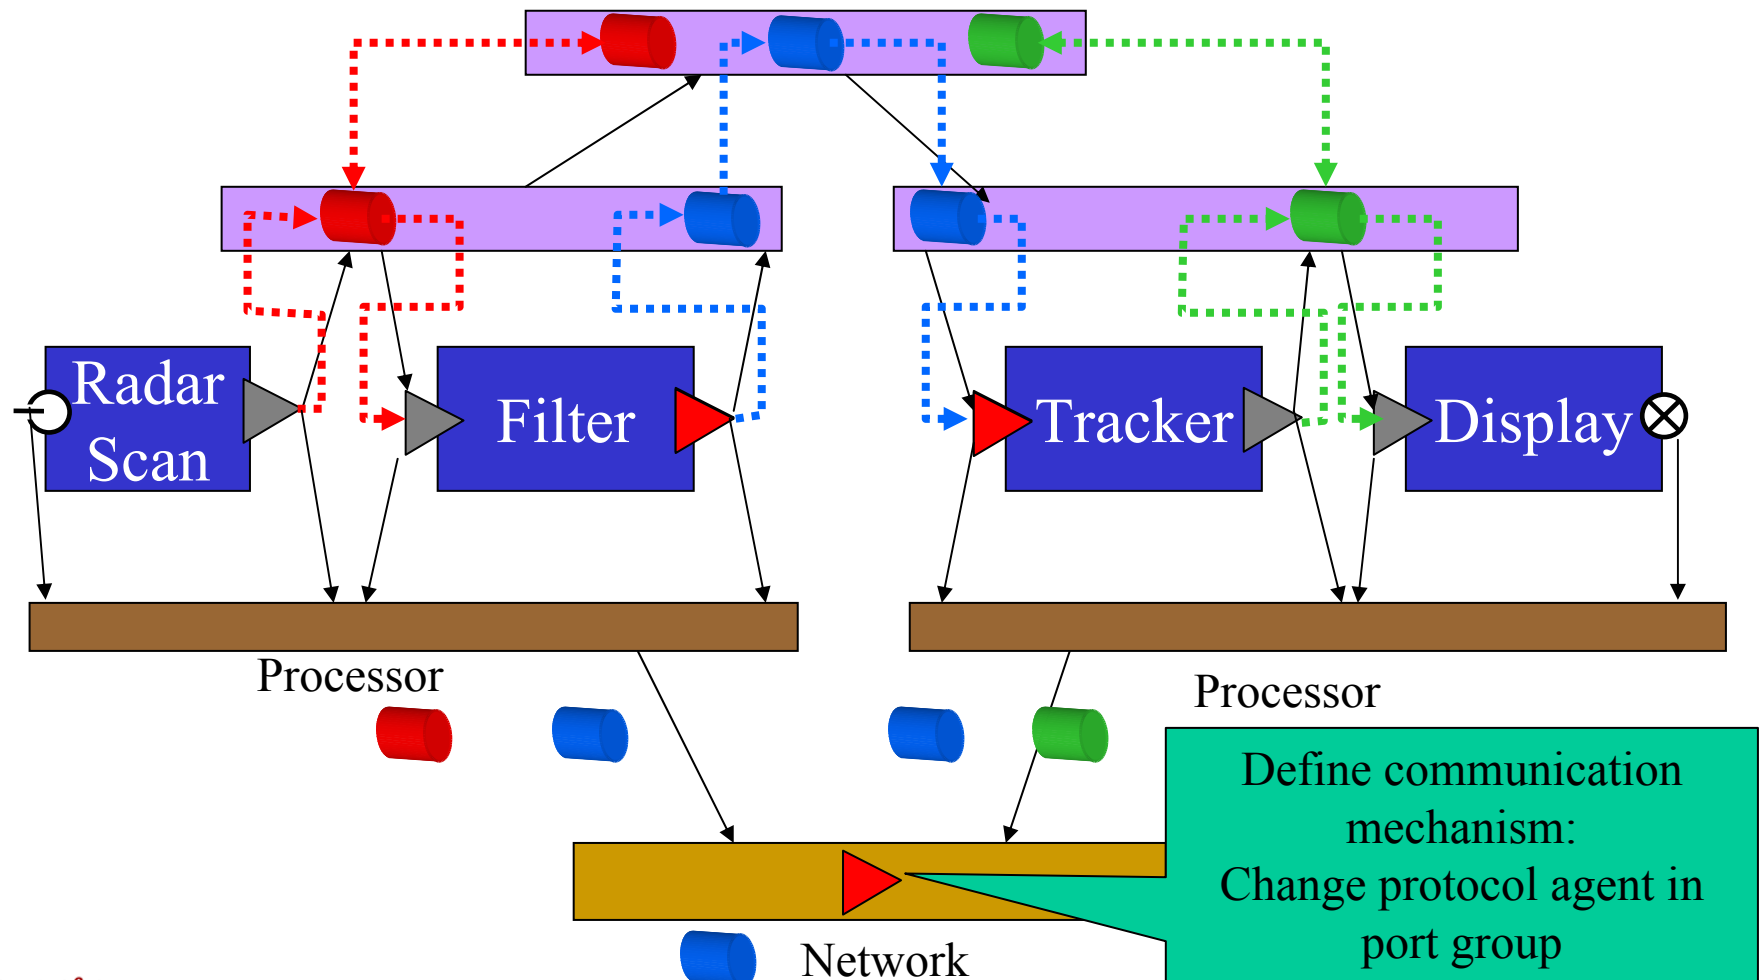 Radar
Scan
Filter
Tracker
Display
Processor
Processor
Define communication
mechanism:
Change protocol agent in
port group
Network